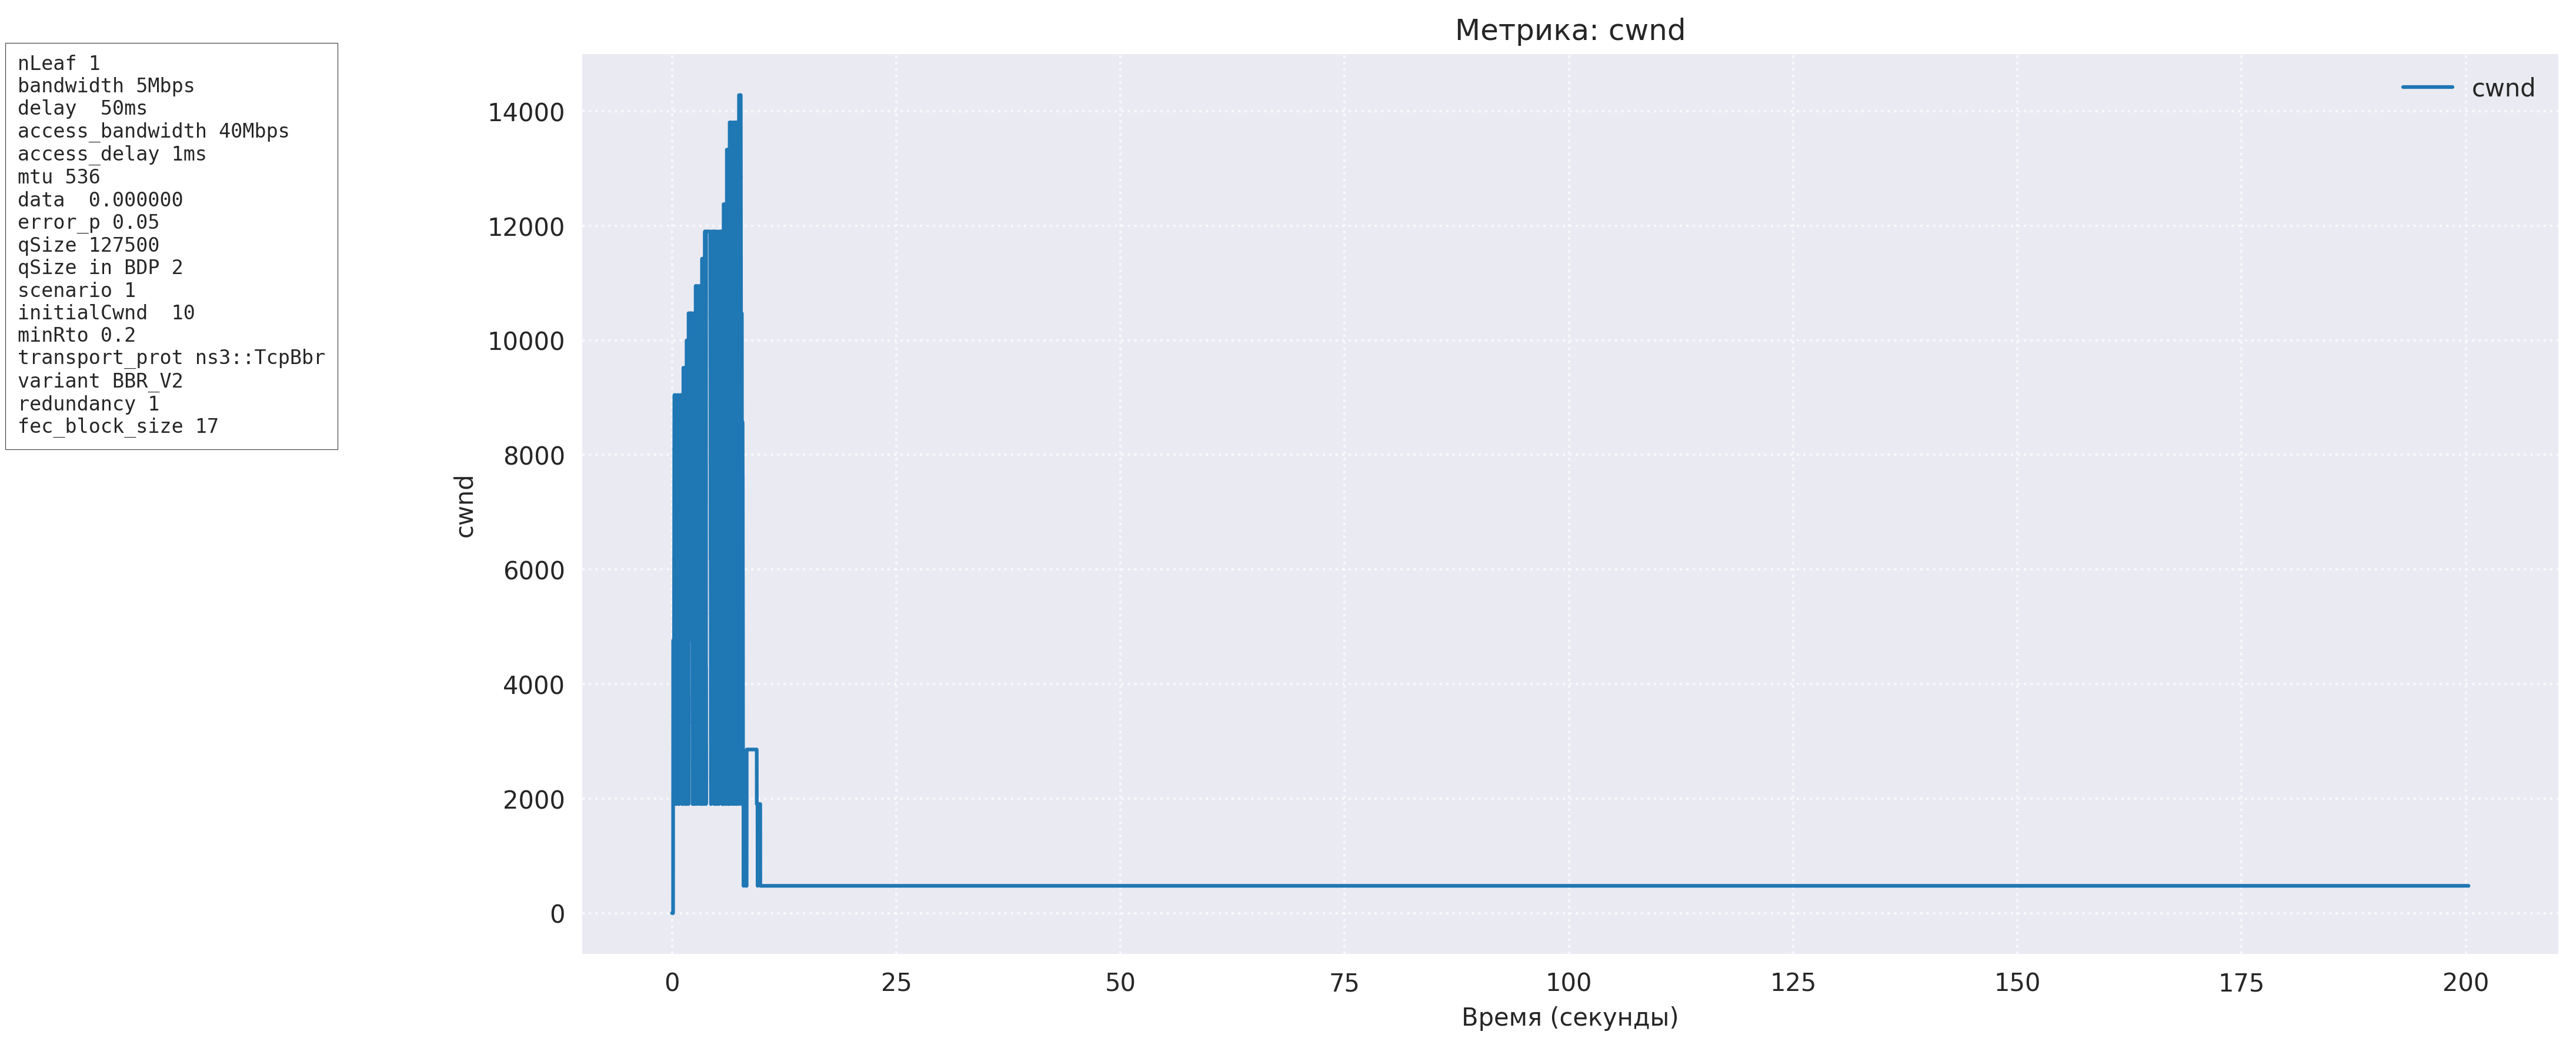 Метрика: cwnd
nLeaf 1
bandwidth 5Mbps
delay  50ms
access_bandwidth 40Mbps
access_delay 1ms
mtu 536
data  0.000000
error_p 0.05
qSize 127500
qSize in BDP 2
scenario 1
initialCwnd  10
minRto 0.2
transport_prot ns3::TcpBbr
variant BBR_V2
redundancy 1
fec_block_size 17
cwnd
14000
12000
10000
8000
6000
4000
2000
0
cwnd
0 25 50 75 100 125 150 175 200
Время (секунды)